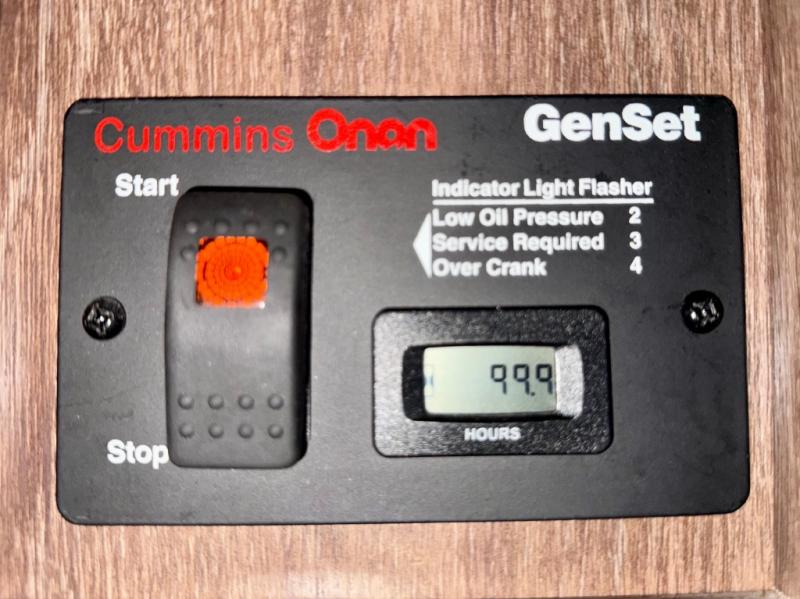 Cummins Onan GenSet
Start
Indicator Light Flasher
Low Oil Pressure 2
Service Required 3
Over Crank 4
99.9
HOURS
Stop